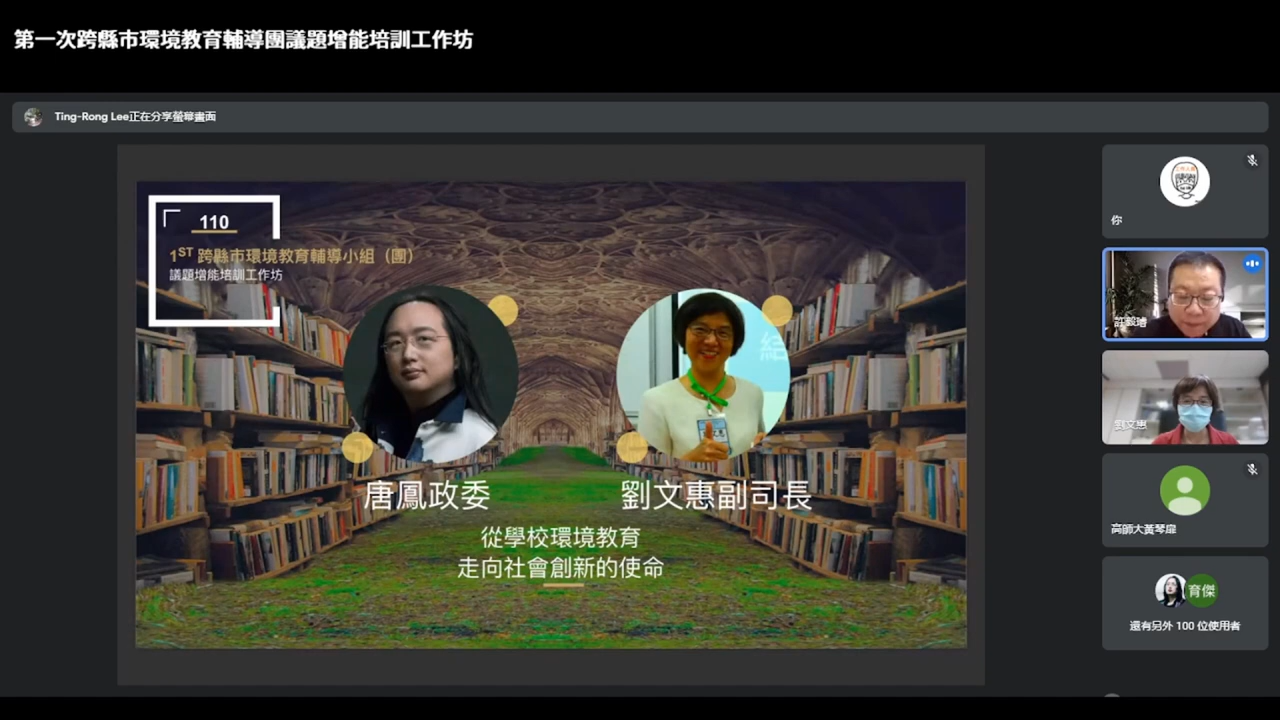 第一次跨縣市環境教育輔導團議題增能培訓工作坊
Ting-Rong Lee正在分享螢幕畫面
110
1ST 跨縣市環境教育輔導小組（團）
議題增能培訓工作坊
結
唐鳳政委
劉文惠副司長
從學校環境教育
走向社會創新的使命
你
許毅璿
劉文惠
高師大黃琴扉
育傑
還有另外 100 位使用者